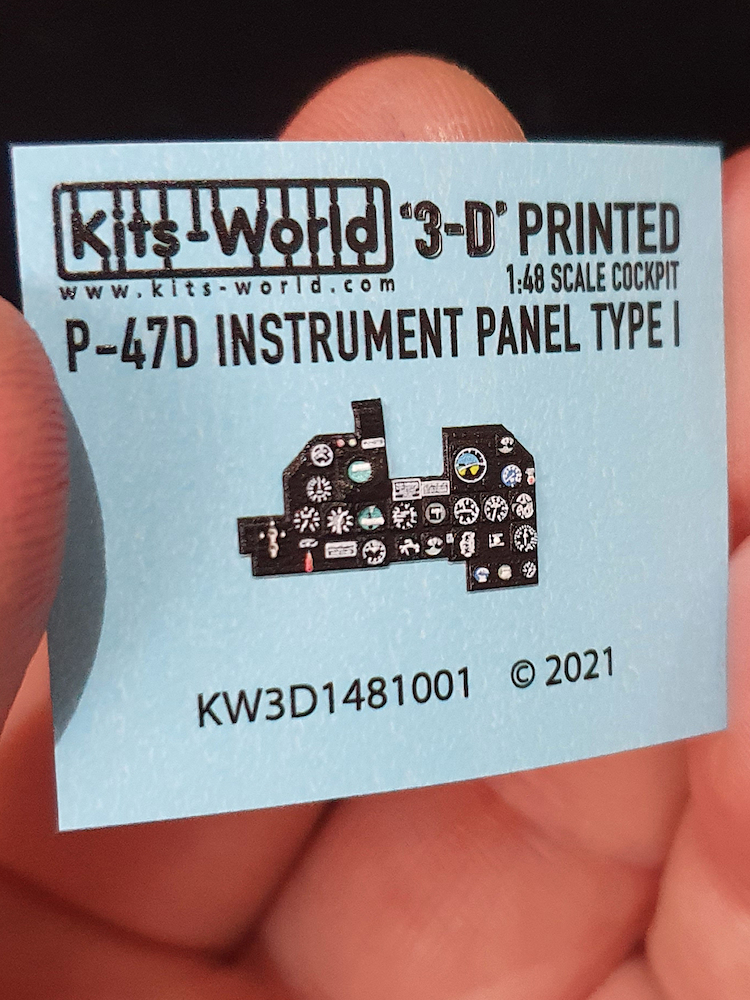 Kits-World
"3-D" PRINTED
www.kits-world.com
1:48 SCALE COCKPIT
P-47D INSTRUMENT PANEL TYPE I
KW3D1481001 © 2021